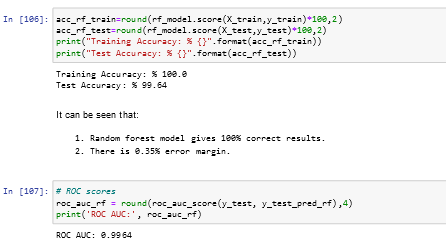 In [106]: acc_rf_train=round(rf_model.score(X_train,y_train)*100,2)
acc_rf_test=round(rf_model.score(X_test,y_test)*100,2)
print("Training Accuracy: % {}".format(acc_rf_train))
print("Test Accuracy: % {}".format(acc_rf_test))
Training Accuracy: % 100.0
Test Accuracy: % 99.64
It can be seen that:
1. Random forest model gives 100% correct results.
2. There is 0.35% error margin.
In [107]: # ROC scores
roc_auc_rf = round(roc_auc_score(y_test, y_test_pred_rf),4)
print('ROC AUC:', roc_auc_rf)
ROC AUC: 0.9964